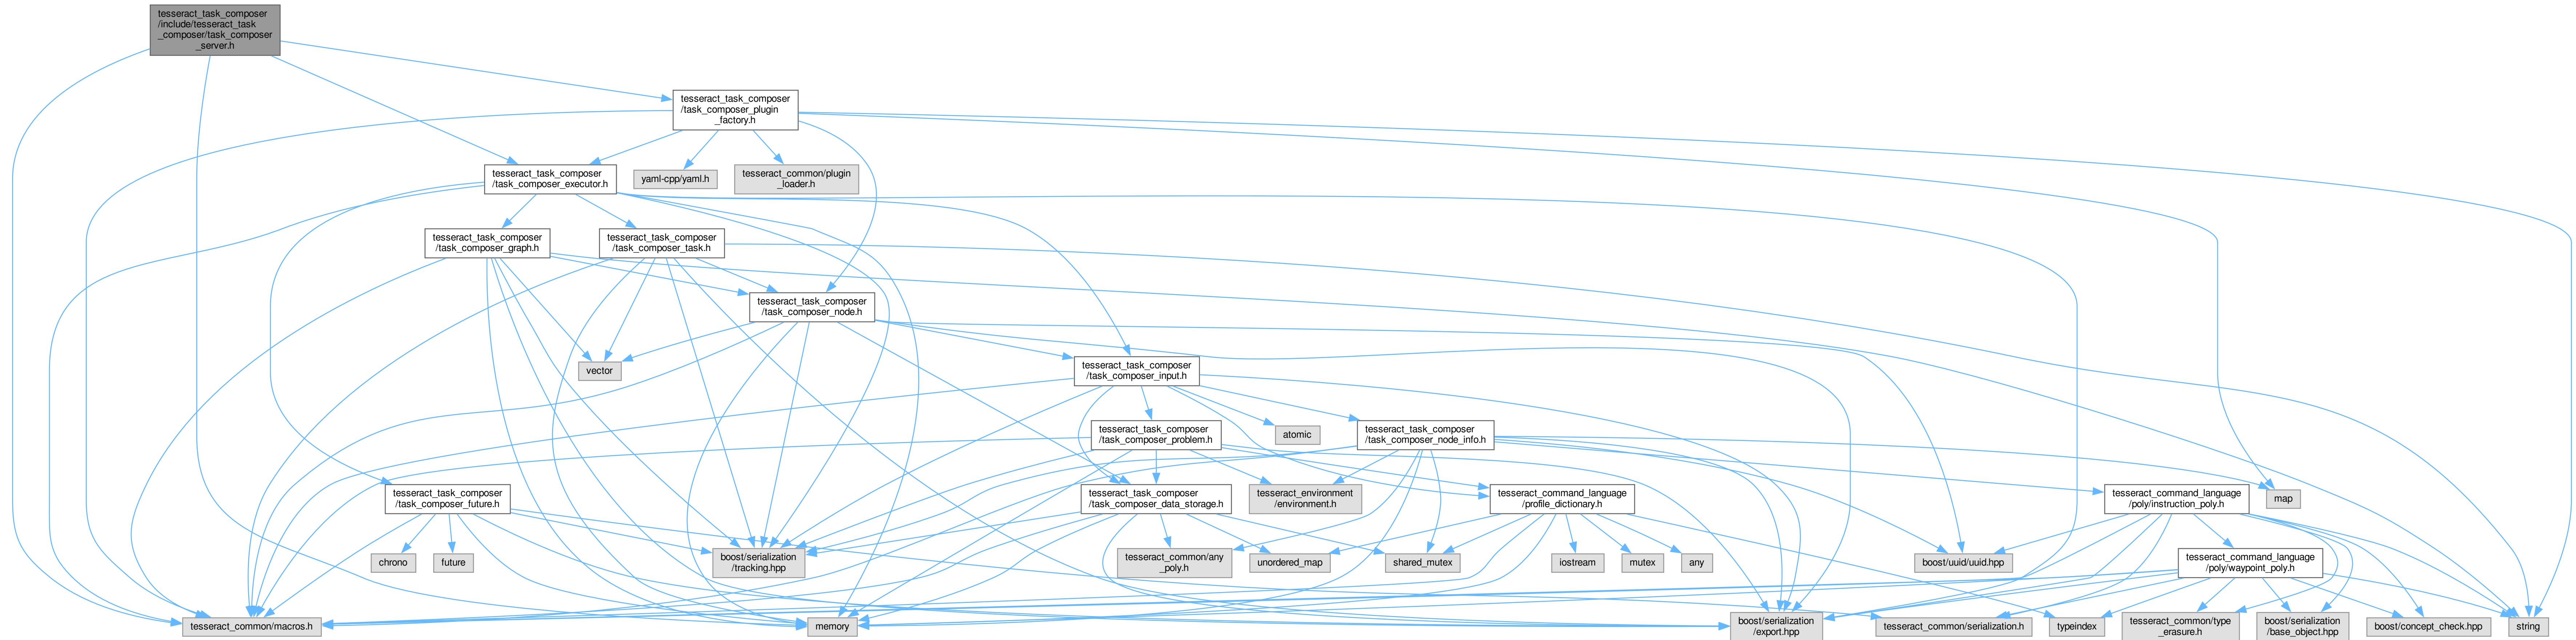 tesseract_task_composer
/include/tesseract_task
_composer/task_composer
_server.h
tesseract_task_composer
/task_composer_plugin
_factory.h
tesseract_task_composer
/task_composer_executor.h
yaml-cpp/yaml.h
tesseract_common/plugin
_loader.h
tesseract_task_composer
/task_composer_graph.h
tesseract_task_composer
/task_composer_task.h
tesseract_task_composer
/task_composer_node.h
vector
tesseract_task_composer
/task_composer_input.h
tesseract_task_composer
/task_composer_problem.h
atomic
tesseract_task_composer
/task_composer_node_info.h
tesseract_task_composer
/task_composer_future.h
tesseract_task_composer
/task_composer_data_storage.h
tesseract_environment
/environment.h
tesseract_command_language
/profile_dictionary.h
tesseract_command_language
/poly/instruction_poly.h
map
chrono
future
boost/serialization
/tracking.hpp
tesseract_common/any
_poly.h
unordered_map
shared_mutex
iostream
mutex
any
boost/uuid/uuid.hpp
tesseract_command_language
/poly/waypoint_poly.h
tesseract_common/macros.h
memory
boost/serialization
/export.hpp
tesseract_common/serialization.h
typeindex
tesseract_common/type
_erasure.h
boost/serialization
/base_object.hpp
boost/concept_check.hpp
string